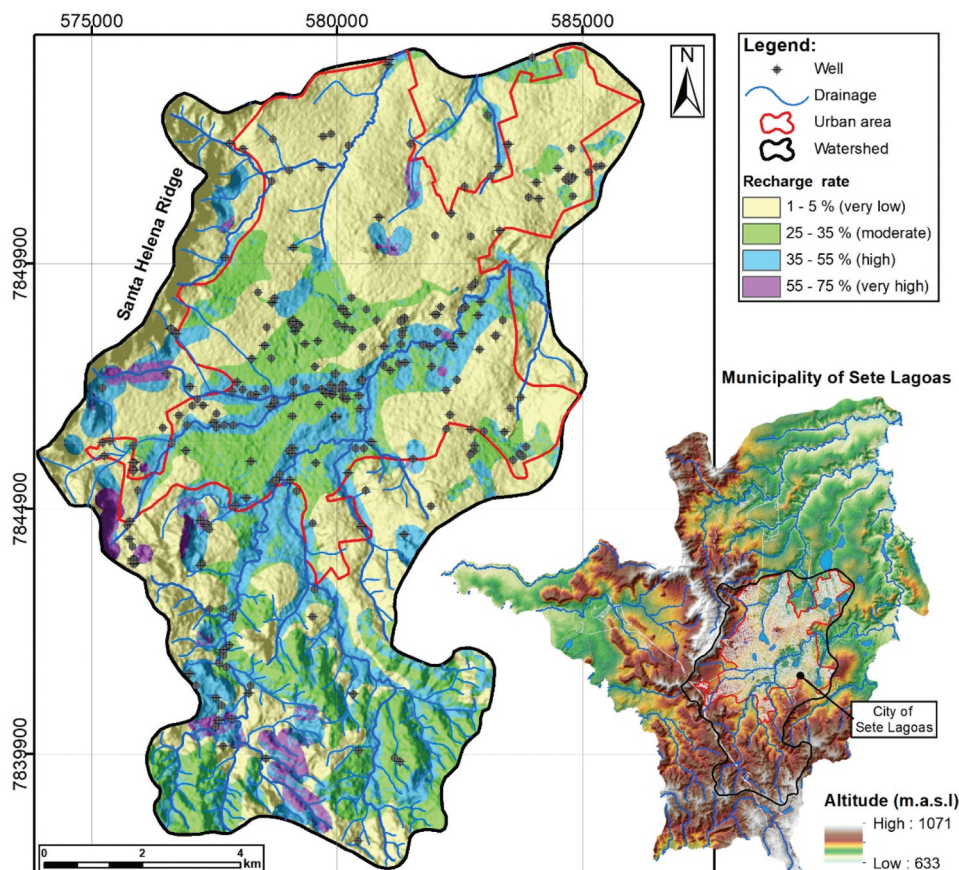 575000
580000
585000
7849900
7844900
7839900
N
Santa Helena Ridge
0
2
4
km
Legend:
Well
Drainage
Urban area
Watershed
Recharge rate
1 - 5 % (very low)
25 - 35 % (moderate)
35 - 55 % (high)
55 - 75 % (very high)
Municipality of Sete Lagoas
City of
Sete Lagoas
Altitude (m.a.s.l)
High : 1071
Low : 633